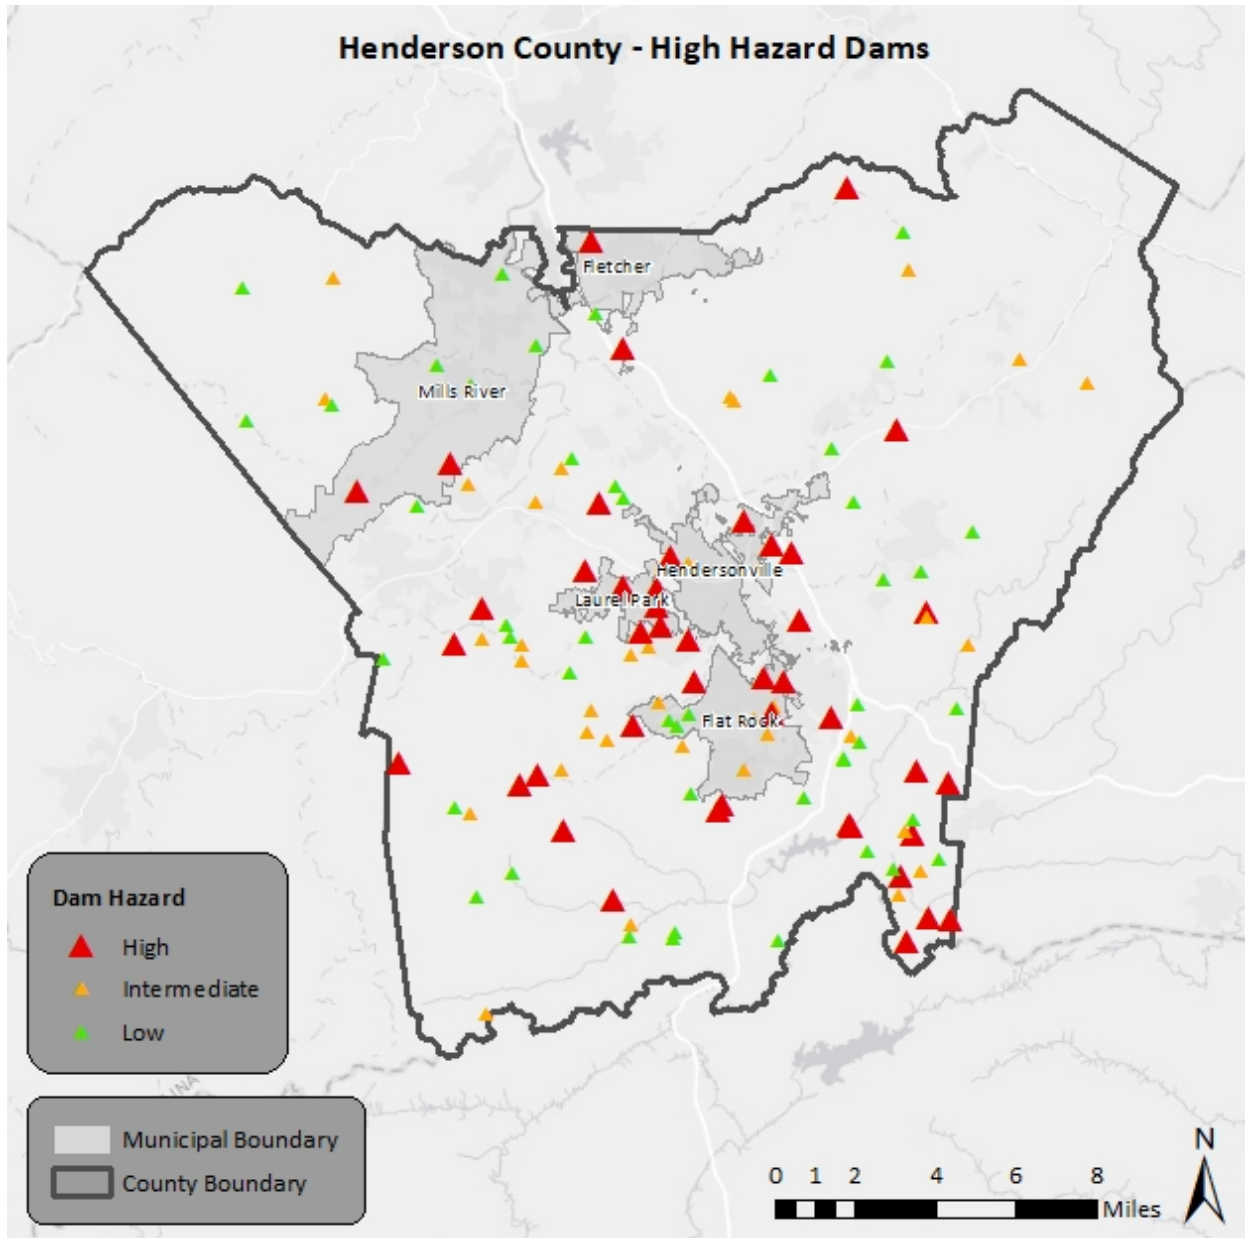 Henderson County - High Hazard Dams
Fletcher
Mills River
Hendersonville
Laurel Park
Flat Rock
Dam Hazard
High
Intermediate
Low
Municipal Boundary
County Boundary
N
0 1 2 4 6 8
Miles